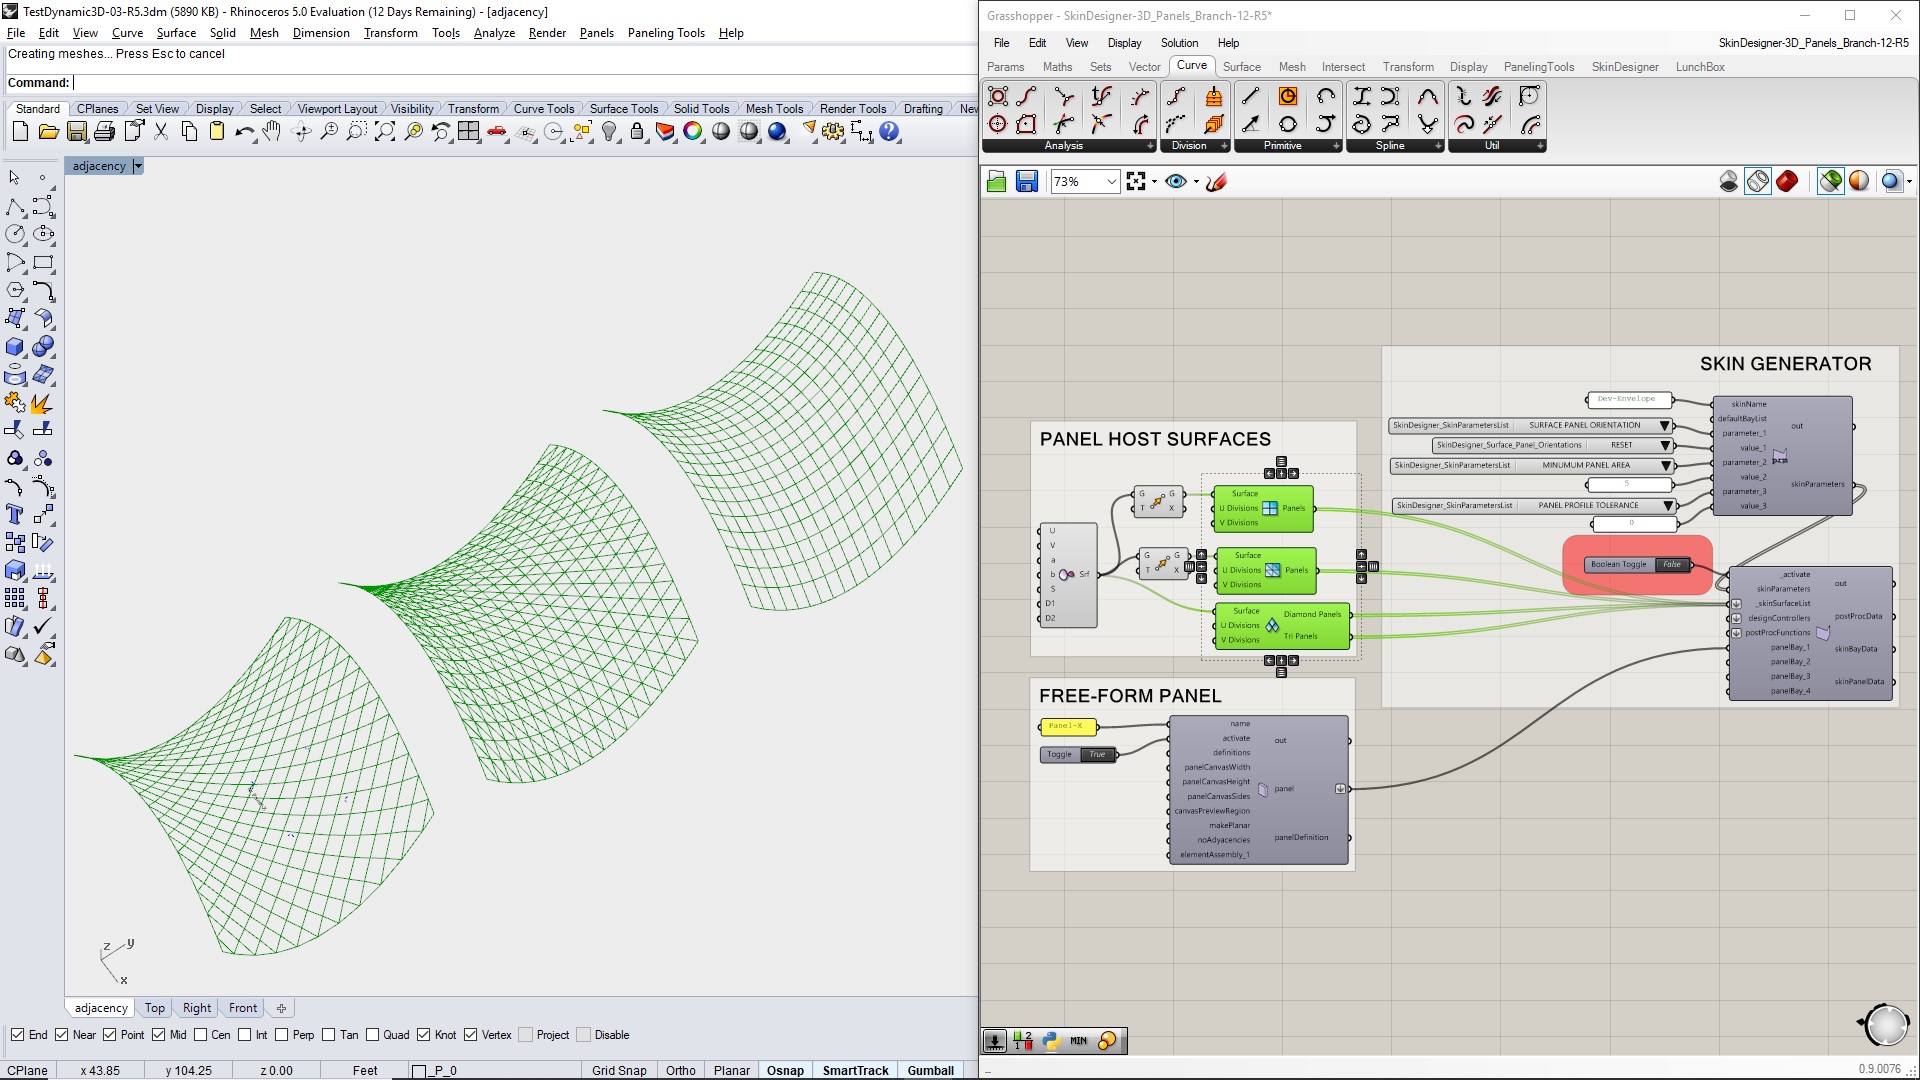 TestDynamic3D-03-R5.3dm (5890 KB) - Rhinoceros 5.0 Evaluation (12 Days Remaining) - [adjacency]
File Edit View Curve Surface Solid Mesh Dimension Transform Tools Analyze Render Panels Paneling Tools Help
Creating meshes... Press Esc to cancel
Command:
Standard CPlanes Set View Display Select Viewport Layout Visibility Transform Curve Tools Surface Tools Solid Tools Mesh Tools Render Tools Drafting New
adjacency
z y
x
adjacency Top Right Front
End Near Point Mid Cen Int Perp Tan Quad Knot Vertex Project Disable
CPlane x 43.85 y 104.25 z 0.00 Feet _P_0 Grid Snap Ortho Planar Osnap SmartTrack Gumball
Grasshopper - SkinDesigner-3D_Panels_Branch-12-R5*
File Edit View Display Solution Help SkinDesigner-3D_Panels_Branch-12-R5
Params Maths Sets Vector Curve Surface Mesh Intersect Transform Display PanelingTools SkinDesigner LunchBox
Analysis Division Primitive Spline Util
73%
PANEL HOST SURFACES
U
V
a
b
S
D1
D2
Srf
G G
T X
G G
T X
Surface
U Divisions Panels
V Divisions
Surface
U Divisions Panels
V Divisions
Surface Diamond Panels
U Divisions
V Divisions Tri Panels
FREE-FORM PANEL
Panel-X
Toggle True
name
activate
definitions
panelCanvasWidth
panelCanvasHeight
panelCanvasSides
canvasPreviewRegion
makePlanar
noAdyacencies
elementAssembly_1
out
panel
panelDefinition
SKIN GENERATOR
Dev-Envelope
SkinDesigner_SkinParametersList SURFACE PANEL ORIENTATION
SkinDesigner_Surface_Panel_Orientations RESET
SkinDesigner_SkinParametersList MINUMUM PANEL AREA
5
SkinDesigner_SkinParametersList PANEL PROFILE TOLERANCE
0
skinName
defaultBayList
parameter_1
value_1
parameter_2
value_2
parameter_3
value_3
out
skinParameters
Boolean Toggle False
_activate
skinParameters
_skinSurfaceList
designControllers
postProcFunctions
panelBay_1
panelBay_2
panelBay_3
panelBay_4
out
postProcData
skinBayData
skinPanelData
MIN
0.9.0076